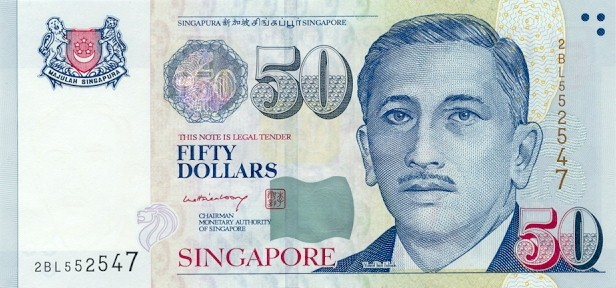 SINGAPURA 新加坡 சிங்கப்பூர் SINGAPORE
MAJULAH SINGAPURA
50
50
2BL552547
THIS NOTE IS LEGAL TENDER
FIFTY
DOLLARS
CHAIRMAN
MONETARY AUTHORITY
OF SINGAPORE
SINGAPORE
50
2BL552547